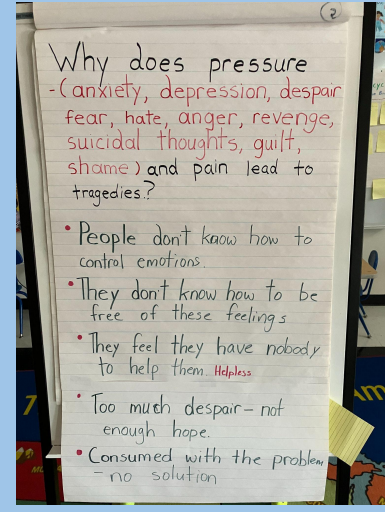 2
Why does pressure
-(anxiety, depression, despair
fear, hate, anger, revenge,
suicidal thoughts, guilt,
shame) and pain lead to
tragedies?
• People don't know how to
control emotions.
• They don't know how to be
free of these feelings
• They feel they have nobody
to help them. Helpless
• Too much despair - not
enough hope.
• Consumed with the problem
- no solution
7